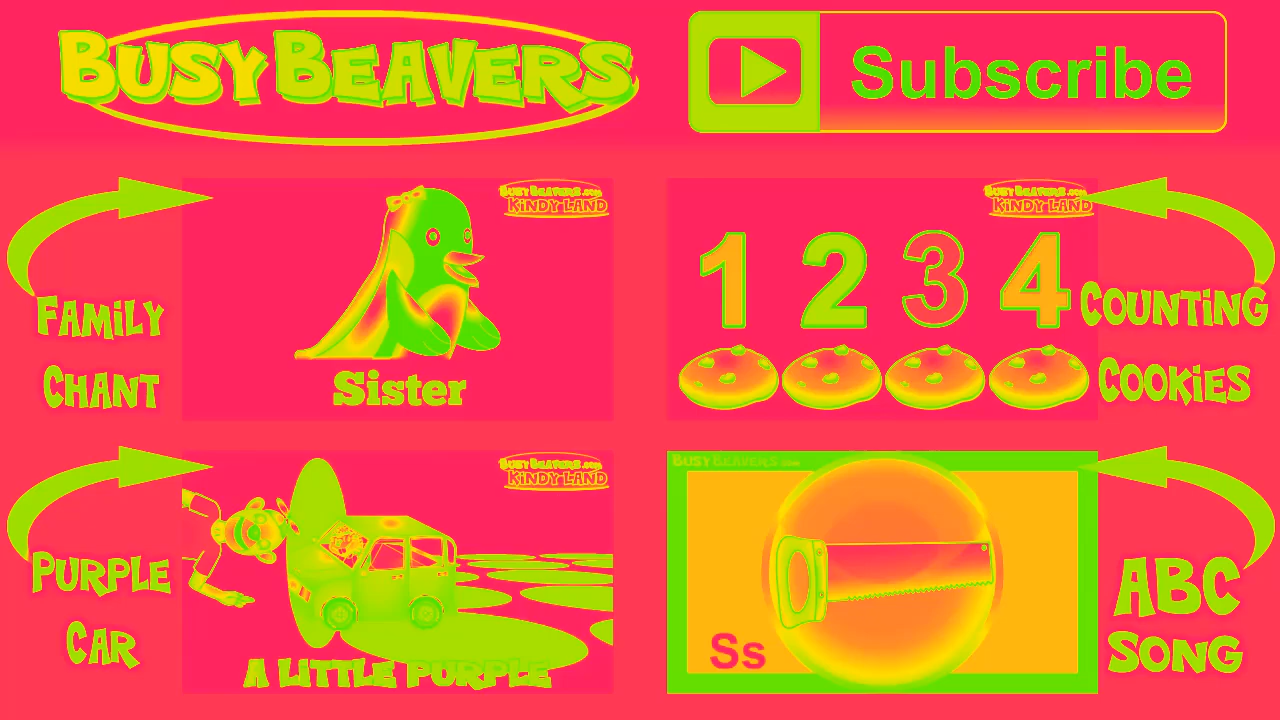 BUSY BEAVERS
Subscribe
BUSY BEAVERS.COM
KINDY LAND
Sister
FAMILY
CHANT
BUSY BEAVERS.COM
KINDY LAND
1 2 3 4
COUNTING
COOKIES
BUSY BEAVERS.COM
KINDY LAND
A LITTLE PURPLE
PURPLE
CAR
BUSY BEAVERS.COM
Ss
ABC
SONG